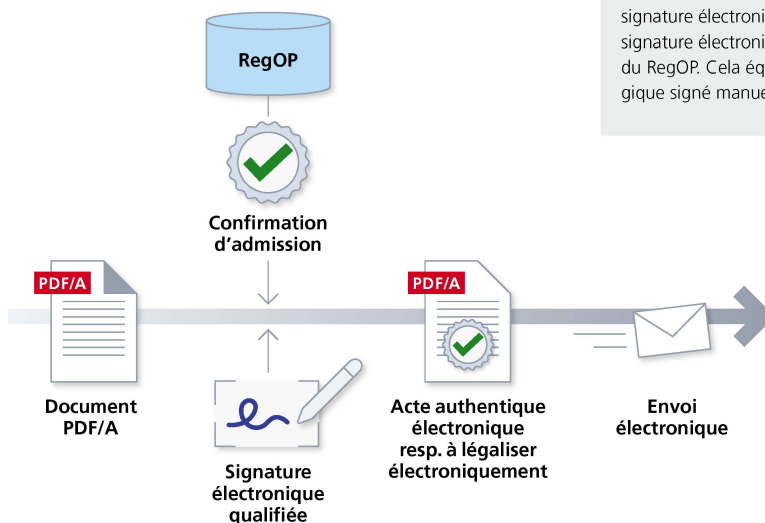 signature électroni
signature électroni
du RegOP. Cela éq
gique signé manue
RegOP
Confirmation
d’admission
PDF/A
PDF/A
Document
PDF/A
Signature
électronique
qualifiée
Acte authentique
électronique
resp. à légaliser
électroniquement
Envoi
électronique